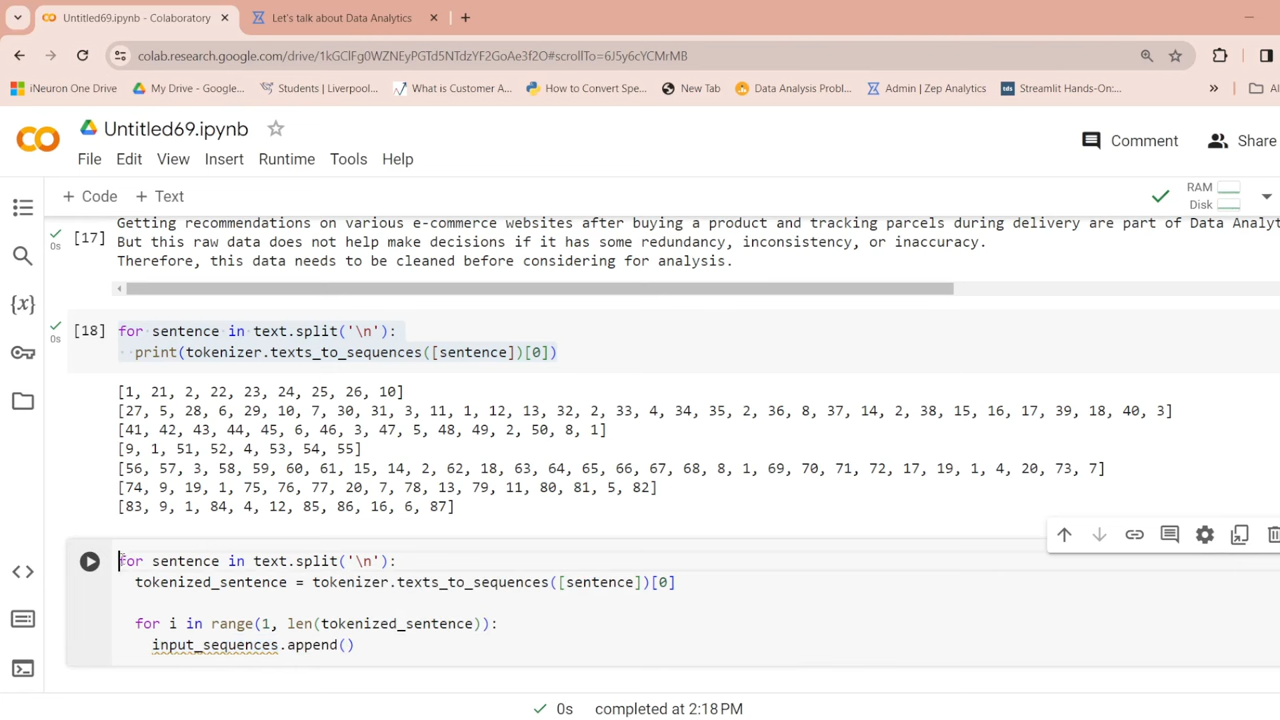 Untitled69.ipynb - Colaboratory
Let's talk about Data Analytics
colab.research.google.com/drive/1kGClFg0WZNEyPGTd5NTdzYF2GoAe3f2O#scrollTo=6J5y6cYCMrMB
iNeuron One Drive
My Drive - Google...
Students | Liverpool...
What is Customer A...
How to Convert Spe...
New Tab
Data Analysis Probl...
Admin | Zep Analytics
tds
Streamlit Hands-On:...
»
Al
CO
Untitled69.ipynb
Comment
Share
File Edit View Insert Runtime Tools Help
+ Code + Text
RAM
Disk
Getting recommendations on various e-commerce websites after buying a product and tracking parcels during delivery are part of Data Analyt
[17] But this raw data does not help make decisions if it has some redundancy, inconsistency, or inaccuracy.
0s
Therefore, this data needs to be cleaned before considering for analysis.
{x}
[18] for sentence in text.split('\n'):
0s
print(tokenizer.texts_to_sequences([sentence])[0])
[1, 21, 2, 22, 23, 24, 25, 26, 10]
[27, 5, 28, 6, 29, 10, 7, 30, 31, 3, 11, 1, 12, 13, 32, 2, 33, 4, 34, 35, 2, 36, 8, 37, 14, 2, 38, 15, 16, 17, 39, 18, 40, 3]
[41, 42, 43, 44, 45, 6, 46, 3, 47, 5, 48, 49, 2, 50, 8, 1]
[9, 1, 51, 52, 4, 53, 54, 55]
[56, 57, 3, 58, 59, 60, 61, 15, 14, 2, 62, 18, 63, 64, 65, 66, 67, 68, 8, 1, 69, 70, 71, 72, 17, 19, 1, 4, 20, 73, 7]
[74, 9, 19, 1, 75, 76, 77, 20, 7, 78, 13, 79, 11, 80, 81, 5, 82]
[83, 9, 1, 84, 4, 12, 85, 86, 16, 6, 87]
for sentence in text.split('\n'):
tokenized_sentence = tokenizer.texts_to_sequences([sentence])[0]
for i in range(1, len(tokenized_sentence)):
input_sequences.append()
0s completed at 2:18 PM